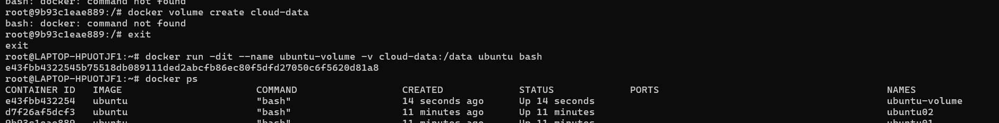 bash: docker: command not found
root@9b93c1eae889:/# docker volume create cloud-data
bash: docker: command not found
root@9b93c1eae889:/# exit
exit
root@LAPTOP-HPUOTJF1:~# docker run -dit --name ubuntu-volume -v cloud-data:/data ubuntu bash
e43fbb4322545b75518db089111ded2abcfb86ec80f5dfd27050c6f5620d81a8
root@LAPTOP-HPUOTJF1:~# docker ps
CONTAINER ID IMAGE COMMAND CREATED STATUS PORTS NAMES
e43fbb432254 ubuntu "bash" 14 seconds ago Up 14 seconds ubuntu-volume
d7f26af5dcf3 ubuntu "bash" 11 minutes ago Up 11 minutes ubuntu02
9b93c1eae889 ubuntu "bash" 11 minutes ago Up 11 minutes ubuntu01